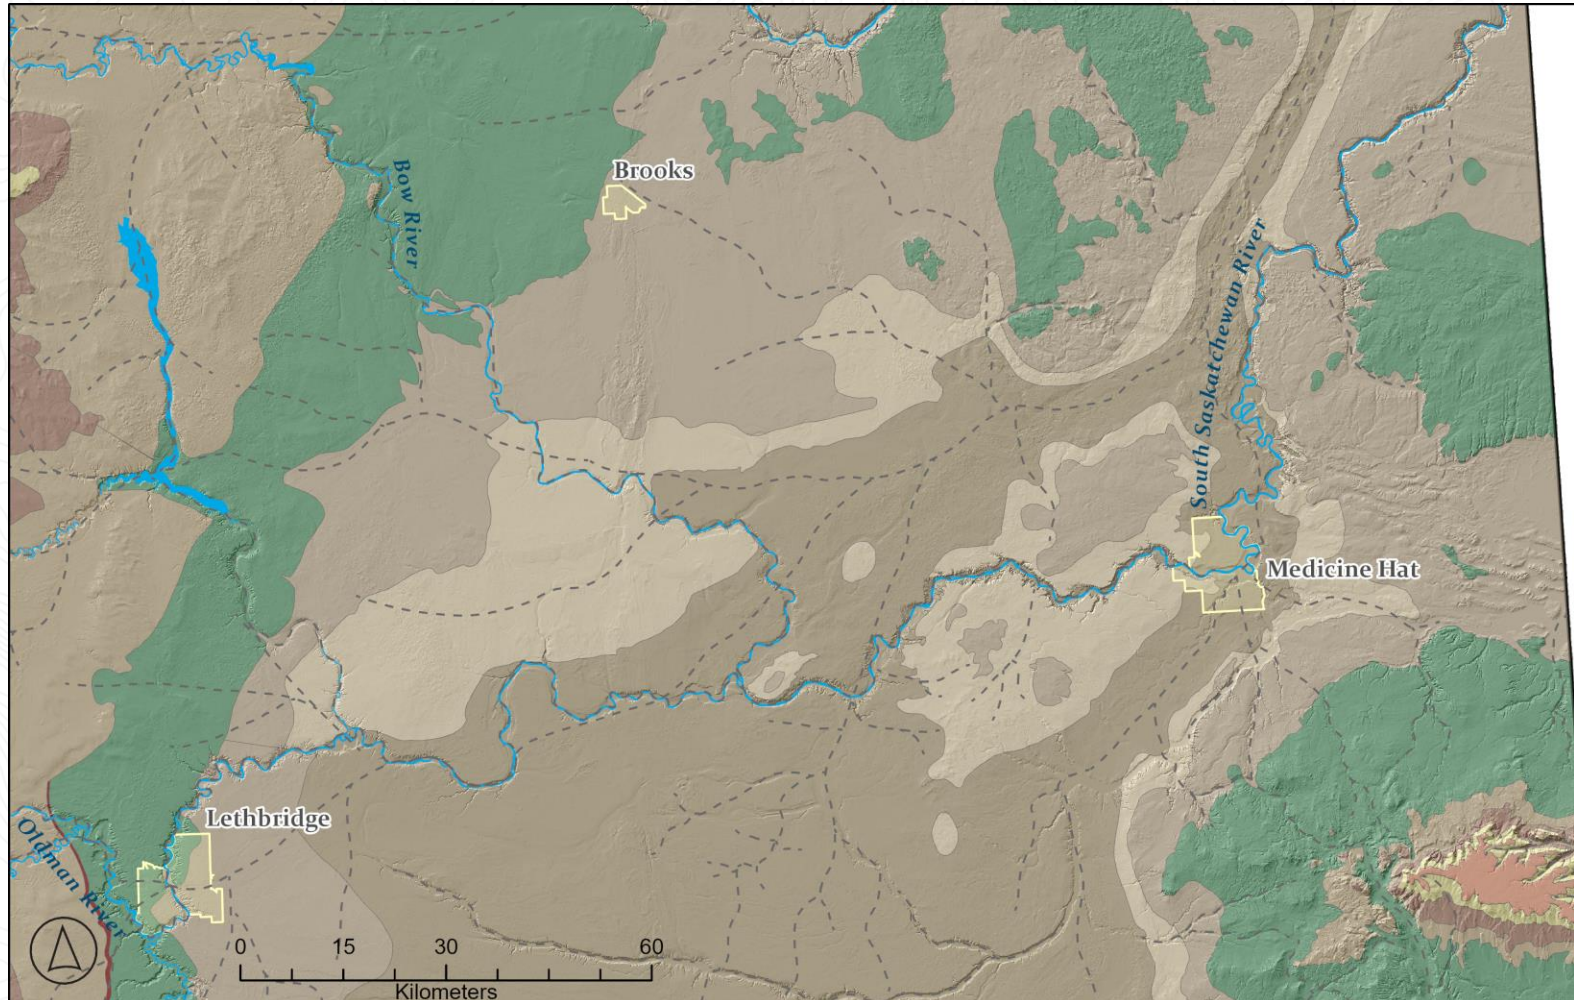 Brooks
Bow River
South Saskatchewan River
Medicine Hat
Lethbridge
Oldman River
0 15 30 60
Kilometers